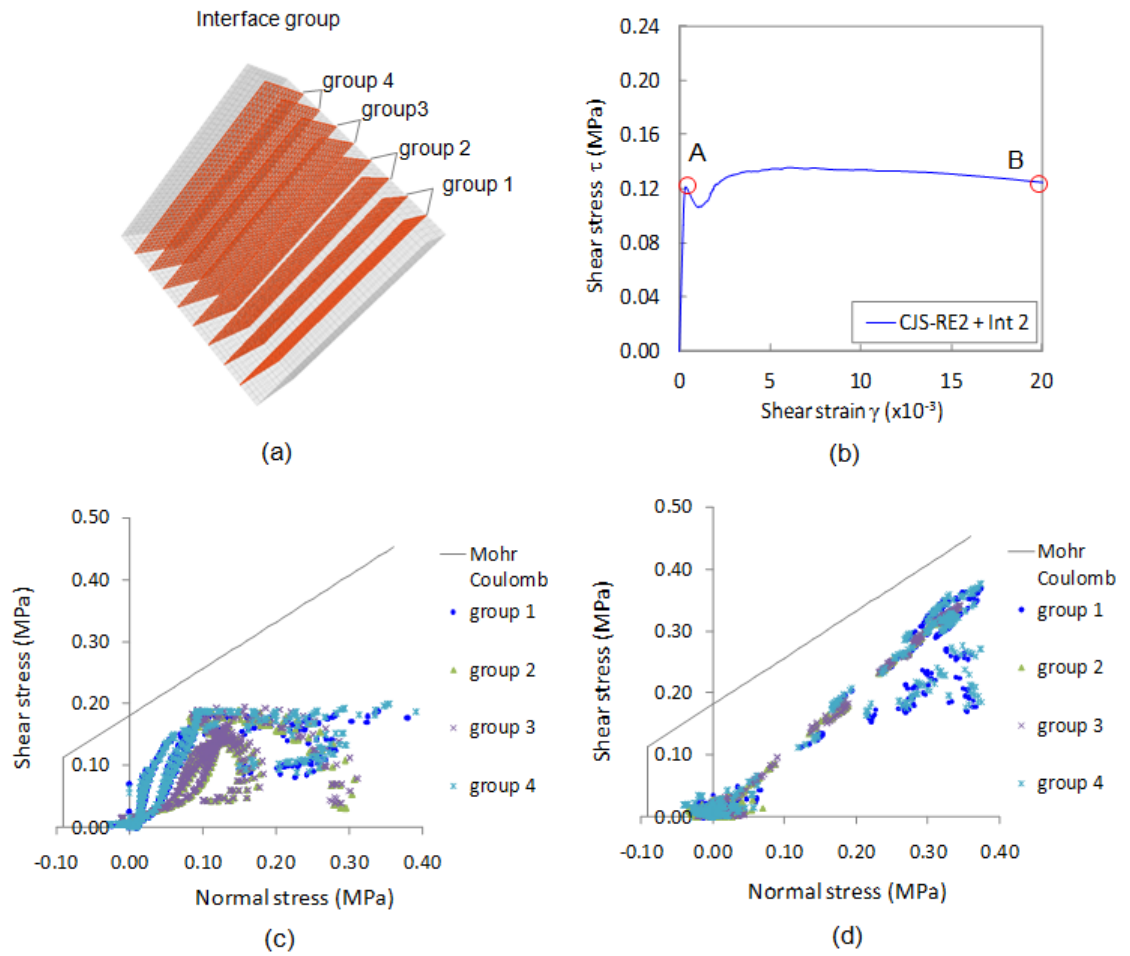 Interface group
group 4
group3
group 2
group 1
(a)
0.24
0.20
0.16
0.12
0.08
0.04
0.00
Shear stress τ (MPa)
A
B
CJS-RE2 + Int 2
0
5
10
15
20
Shear strain γ (x10⁻³)
(b)
0.50
0.40
0.30
0.20
0.10
0.00
Shear stress (MPa)
-0.10
0.00
0.10
0.20
0.30
0.40
Normal stress (MPa)
Mohr
Coulomb
group 1
group 2
group 3
group 4
(c)
0.50
0.40
0.30
0.20
0.10
0.00
Shear stress (MPa)
-0.10
0.00
0.10
0.20
0.30
0.40
Normal stress (MPa)
Mohr
Coulomb
group 1
group 2
group 3
group 4
(d)